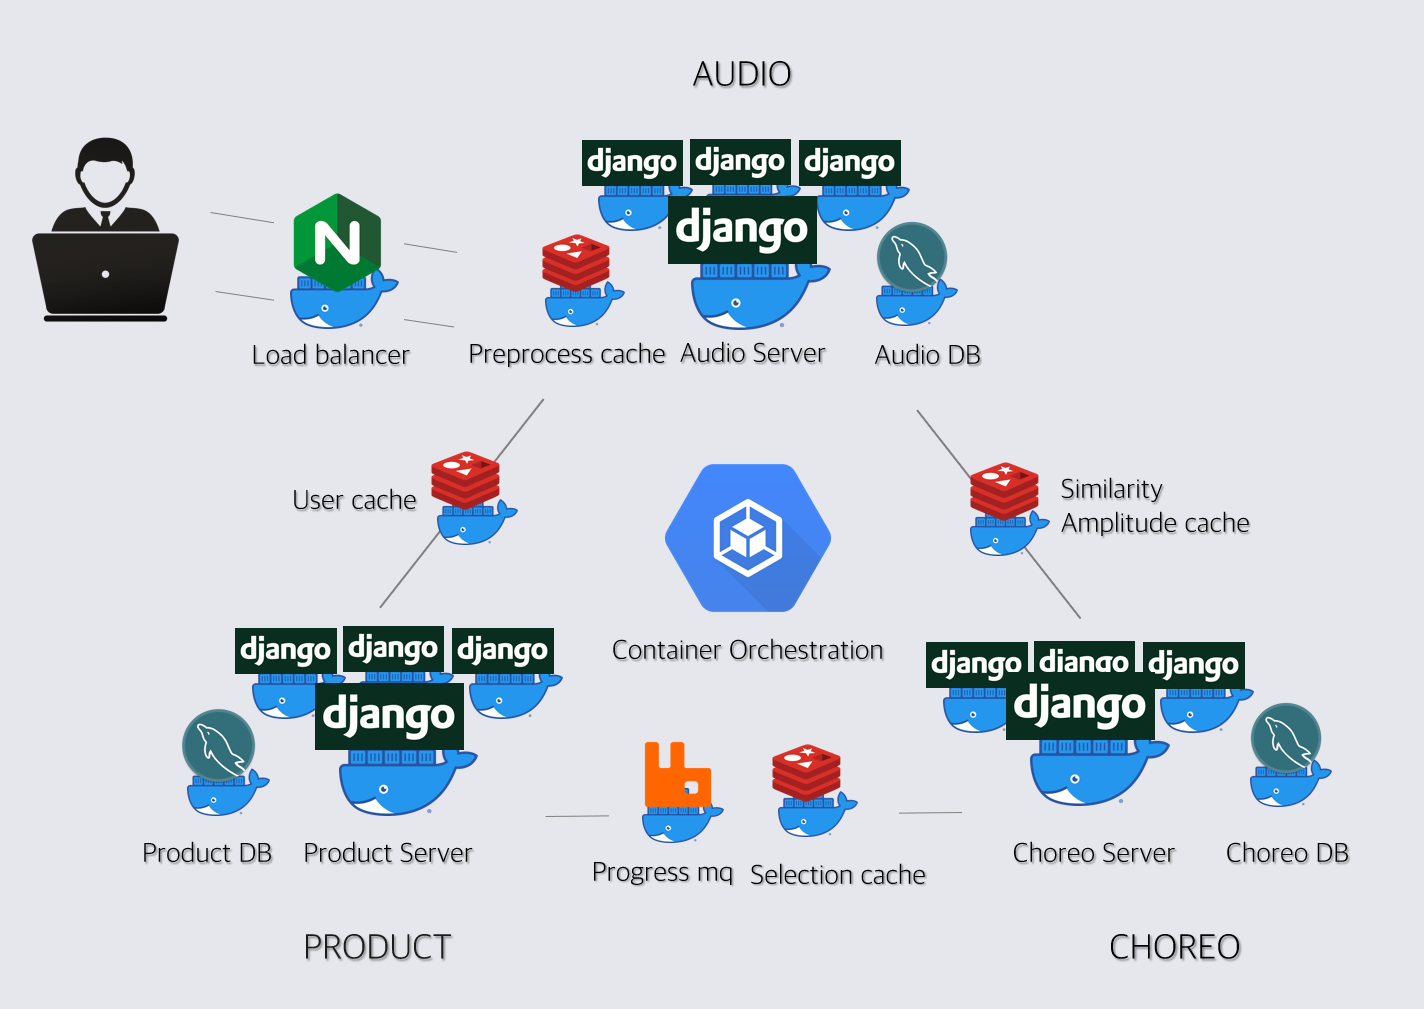 AUDIO
django
django
django
django
N
Load balancer
Preprocess cache
Audio Server
Audio DB
User cache
Similarity
Amplitude cache
Container Orchestration
django
django
django
django
django
django
django
django
Product DB
Product Server
Progress mq
Selection cache
Choreo Server
Choreo DB
PRODUCT
CHOREO